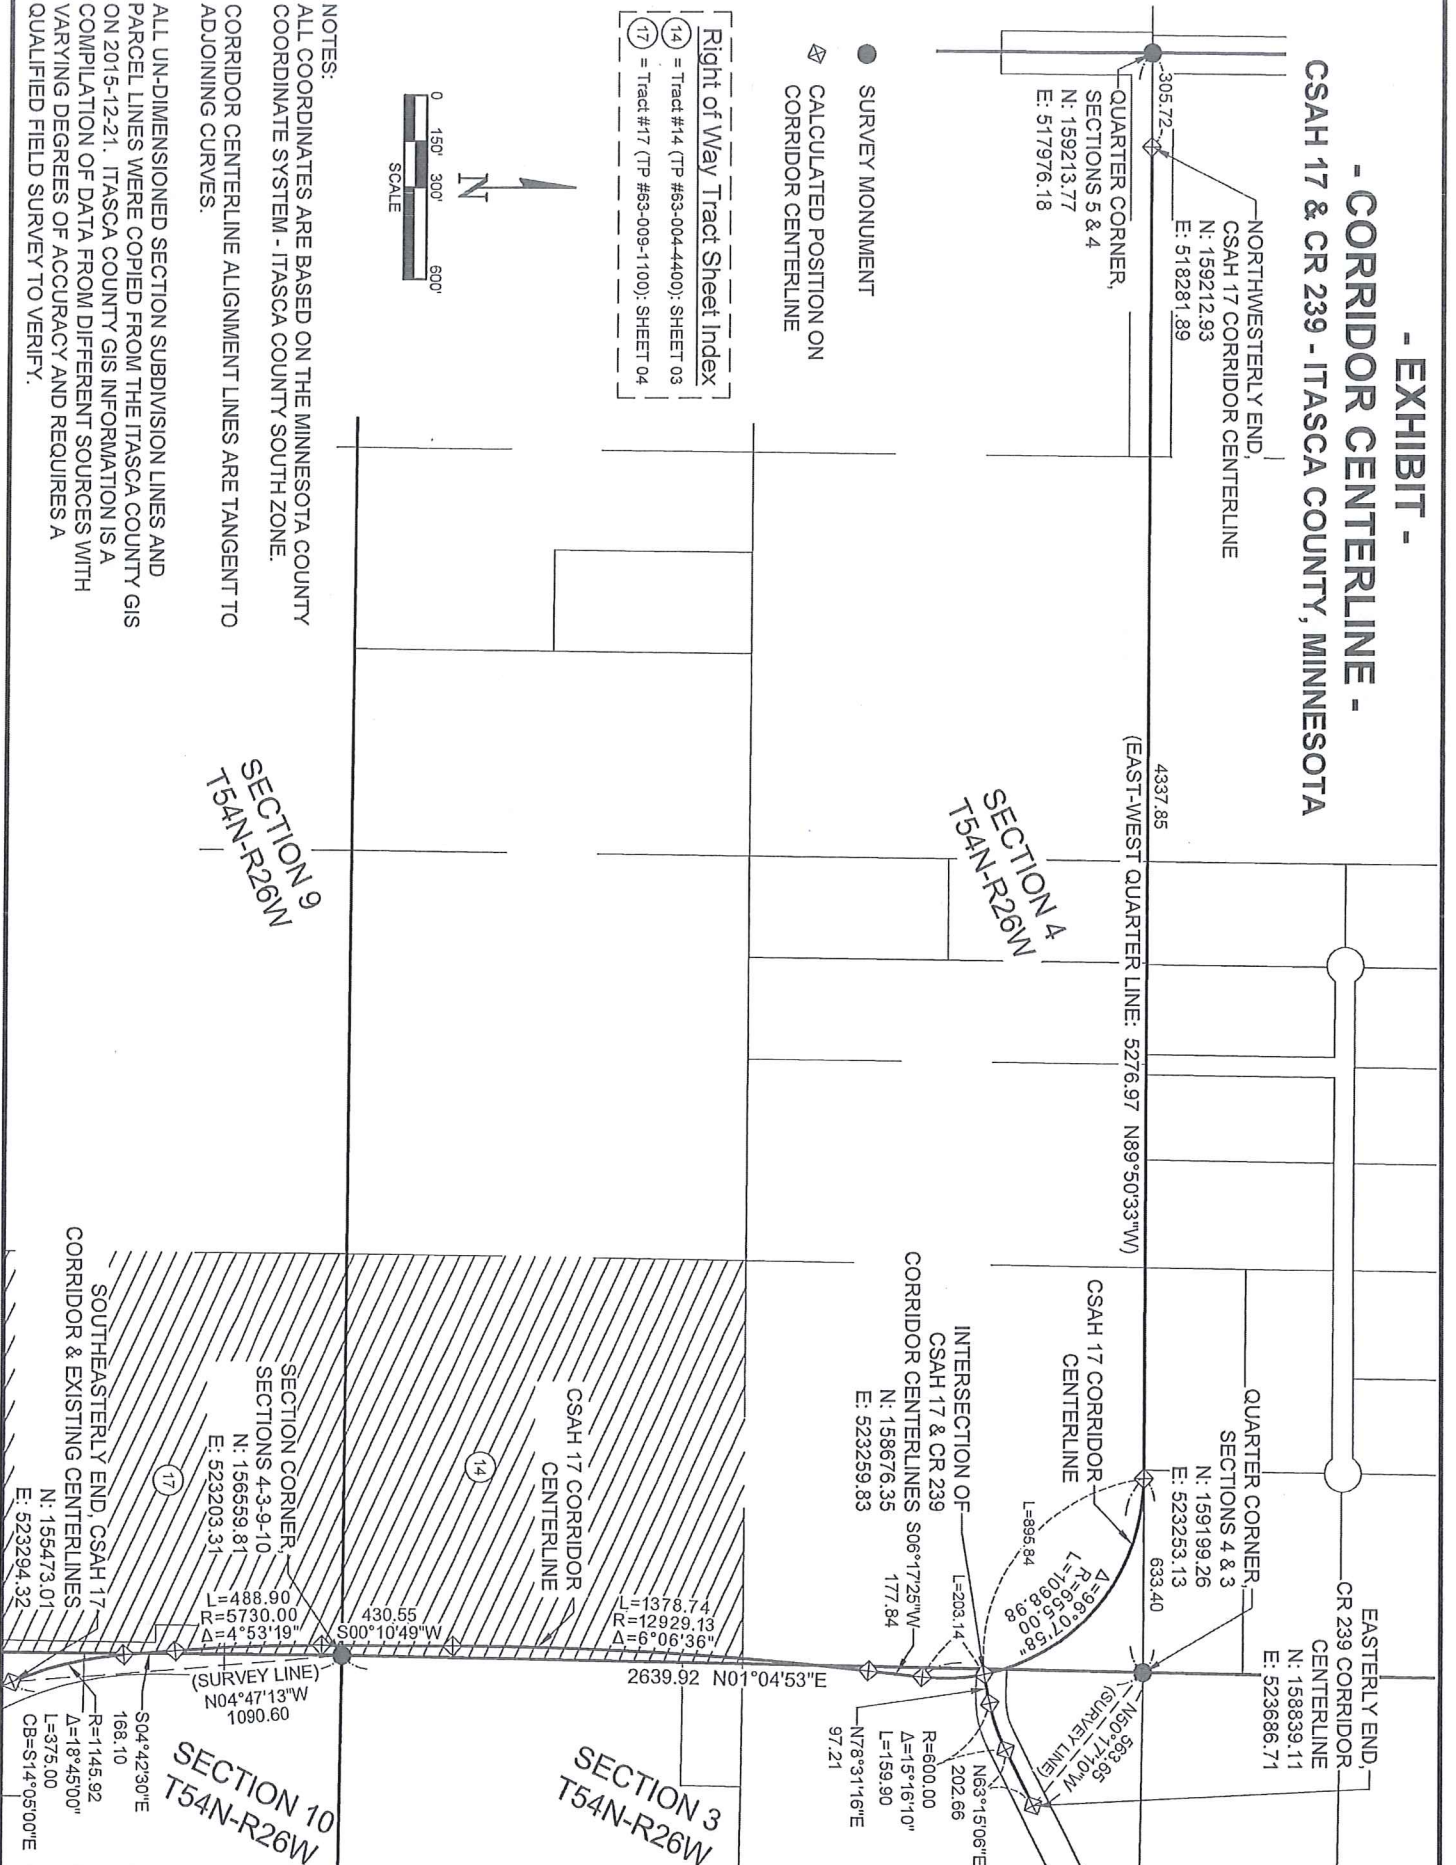 - EXHIBIT -
- CORRIDOR CENTERLINE -
CSAH 17 & CR 239 - ITASCA COUNTY, MINNESOTA
305.72
NORTHWESTERLY END,
CSAH 17 CORRIDOR CENTERLINE
N: 159212.93
E: 518281.89
QUARTER CORNER,
SECTIONS 5 & 4
N: 159213.77
E: 517976.18
SURVEY MONUMENT
CALCULATED POSITION ON
CORRIDOR CENTERLINE
Right of Way Tract Sheet Index
14 = Tract #14 (TP #63-004-4400): SHEET 03
17 = Tract #17 (TP #63-009-1100): SHEET 04
N
0 150' 300' 600'
SCALE
NOTES:
ALL COORDINATES ARE BASED ON THE MINNESOTA COUNTY
COORDINATE SYSTEM - ITASCA COUNTY SOUTH ZONE.
CORRIDOR CENTERLINE ALIGNMENT LINES ARE TANGENT TO
ADJOINING CURVES.
ALL UN-DIMENSIONED SECTION SUBDIVISION LINES AND
PARCEL LINES WERE COPIED FROM THE ITASCA COUNTY GIS
ON 2015-12-21. ITASCA COUNTY GIS INFORMATION IS A
COMPILATION OF DATA FROM DIFFERENT SOURCES WITH
VARYING DEGREES OF ACCURACY AND REQUIRES A
QUALIFIED FIELD SURVEY TO VERIFY.
4337.85
(EAST-WEST QUARTER LINE: 5276.97 N89°50'33"W)
SECTION 4
T54N-R26W
SECTION 9
T54N-R26W
QUARTER CORNER,
SECTIONS 4 & 3
N: 159199.26
E: 523253.13
633.40
EASTERLY END,
CR 239 CORRIDOR
CENTERLINE
N: 158839.11
E: 523686.71
563.65
N50°17'10"W
(SURVEY LINE)
CSAH 17 CORRIDOR
CENTERLINE
L=895.84
Δ=96°07'58"
R=655.00
L=1098.98
L=203.14
INTERSECTION OF
CSAH 17 & CR 239
CORRIDOR CENTERLINES
N: 158676.35
E: 523259.83
S06°17'25"W
177.84
N63°15'06"E
202.66
R=600.00
Δ=15°16'10"
L=159.90
N78°31'16"E
97.21
2639.92 N01°04'53"E
L=1378.74
R=12929.13
Δ=6°06'36"
CSAH 17 CORRIDOR
CENTERLINE
14
SECTION 3
T54N-R26W
430.55
S00°10'49"W
SECTION CORNER,
SECTIONS 4-3-9-10
N: 156559.81
E: 523203.31
L=488.90
R=5730.00
Δ=4°53'19"
(SURVEY LINE)
N04°47'13"W
1090.60
17
SECTION 10
T54N-R26W
S04°42'30"E
168.10
R=1145.92
Δ=18°45'00"
L=375.00
CB=S14°05'00"E
SOUTHEASTERLY END, CSAH 17
CORRIDOR & EXISTING CENTERLINES
N: 155473.01
E: 523294.32